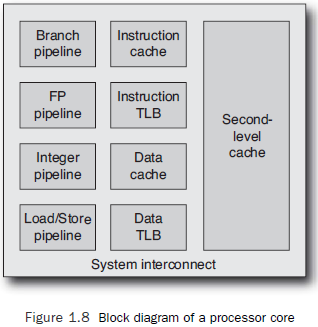 Branch
pipeline
Instruction
cache
FP
pipeline
Instruction
TLB
Second-
level
cache
Integer
pipeline
Data
cache
Load/Store
pipeline
Data
TLB
System interconnect
Figure 1.8 Block diagram of a processor core